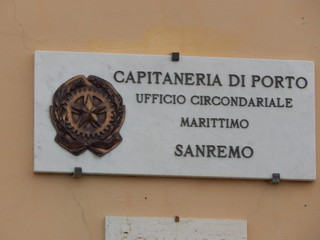 CAPITANERIA DI PORTO
UFFICIO CIRCONDARIALE
MARITTIMO
SANREMO